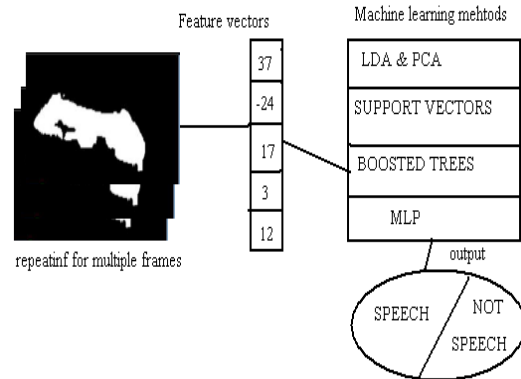 Feature vectors
Machine learning mehtods
37
-24
17
3
12
LDA & PCA
SUPPORT VECTORS
BOOSTED TREES
MLP
repeatinf for multiple frames
output
SPEECH
NOT
SPEECH